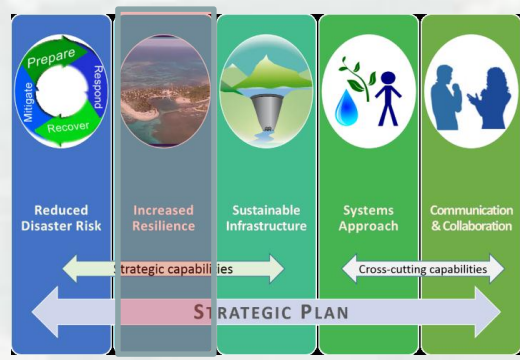 Prepare
Respond
Mitigate
Recover
Reduced
Disaster Risk
Increased
Resilience
Sustainable
Infrastructure
Systems
Approach
Communication
& Collaboration
Strategic capabilities
Cross-cutting capabilities
STRATEGIC PLAN